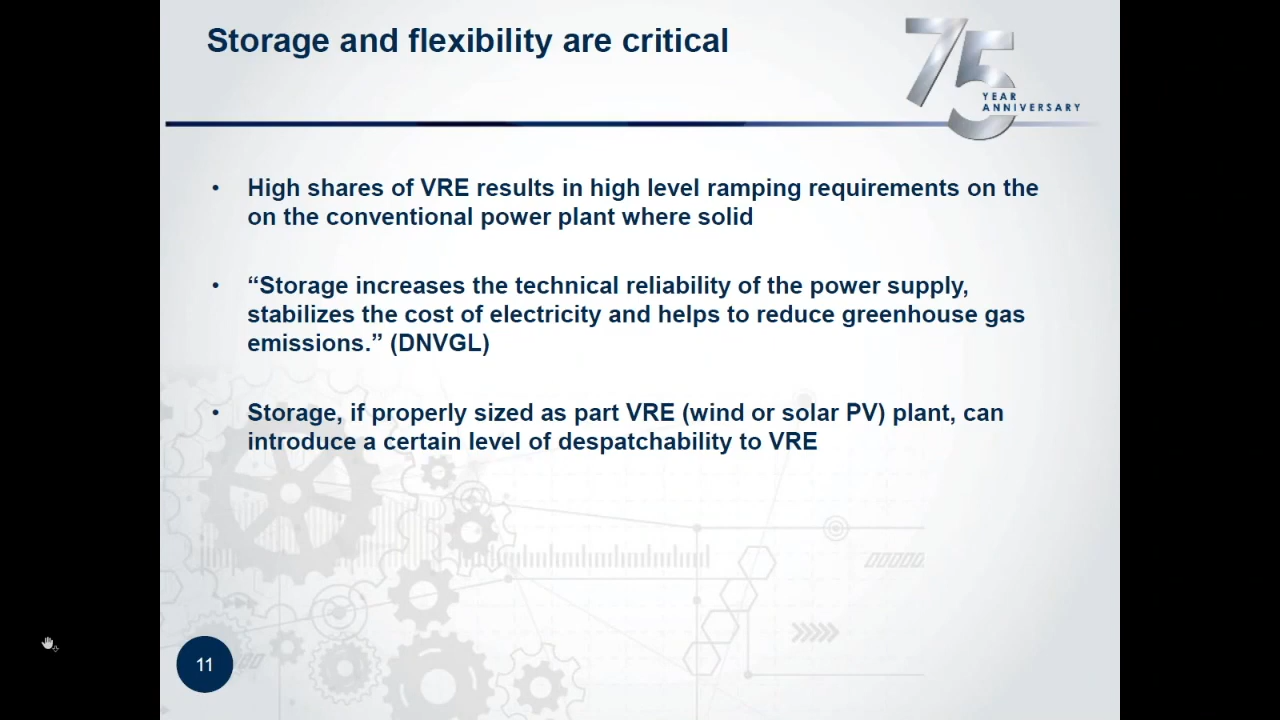 Storage and flexibility are critical
75
YEAR
ANNIVERSARY
• High shares of VRE results in high level ramping requirements on the
on the conventional power plant where solid
• “Storage increases the technical reliability of the power supply,
stabilizes the cost of electricity and helps to reduce greenhouse gas
emissions.” (DNVGL)
• Storage, if properly sized as part VRE (wind or solar PV) plant, can
introduce a certain level of despatchability to VRE
11